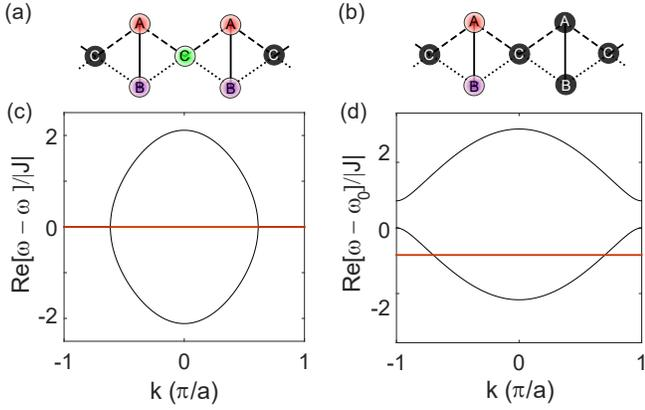 (a)
A A
C C C
B B
(b)
A A
C C C
B B
(c)
2
0
-2
-1 0 1
k (π/a)
Re[ω − ω ]/|J|
(d)
2
0
-2
-1 0 1
k (π/a)
Re[ω − ω0]/|J|